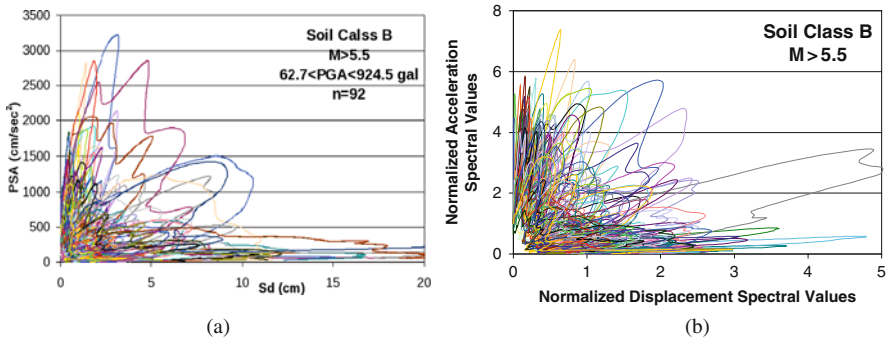 3500
3000
2500
2000
1500
1000
500
0
PSA (cm/sec²)
Soil Calss B
M>5.5
62.7<PGA<924.5 gal
n=92
0 5 10 15 20
Sd (cm)
(a)
8
6
4
2
0
Normalized Acceleration
Spectral Values
Soil Class B
M>5.5
0 1 2 3 4 5
Normalized Displacement Spectral Values
(b)